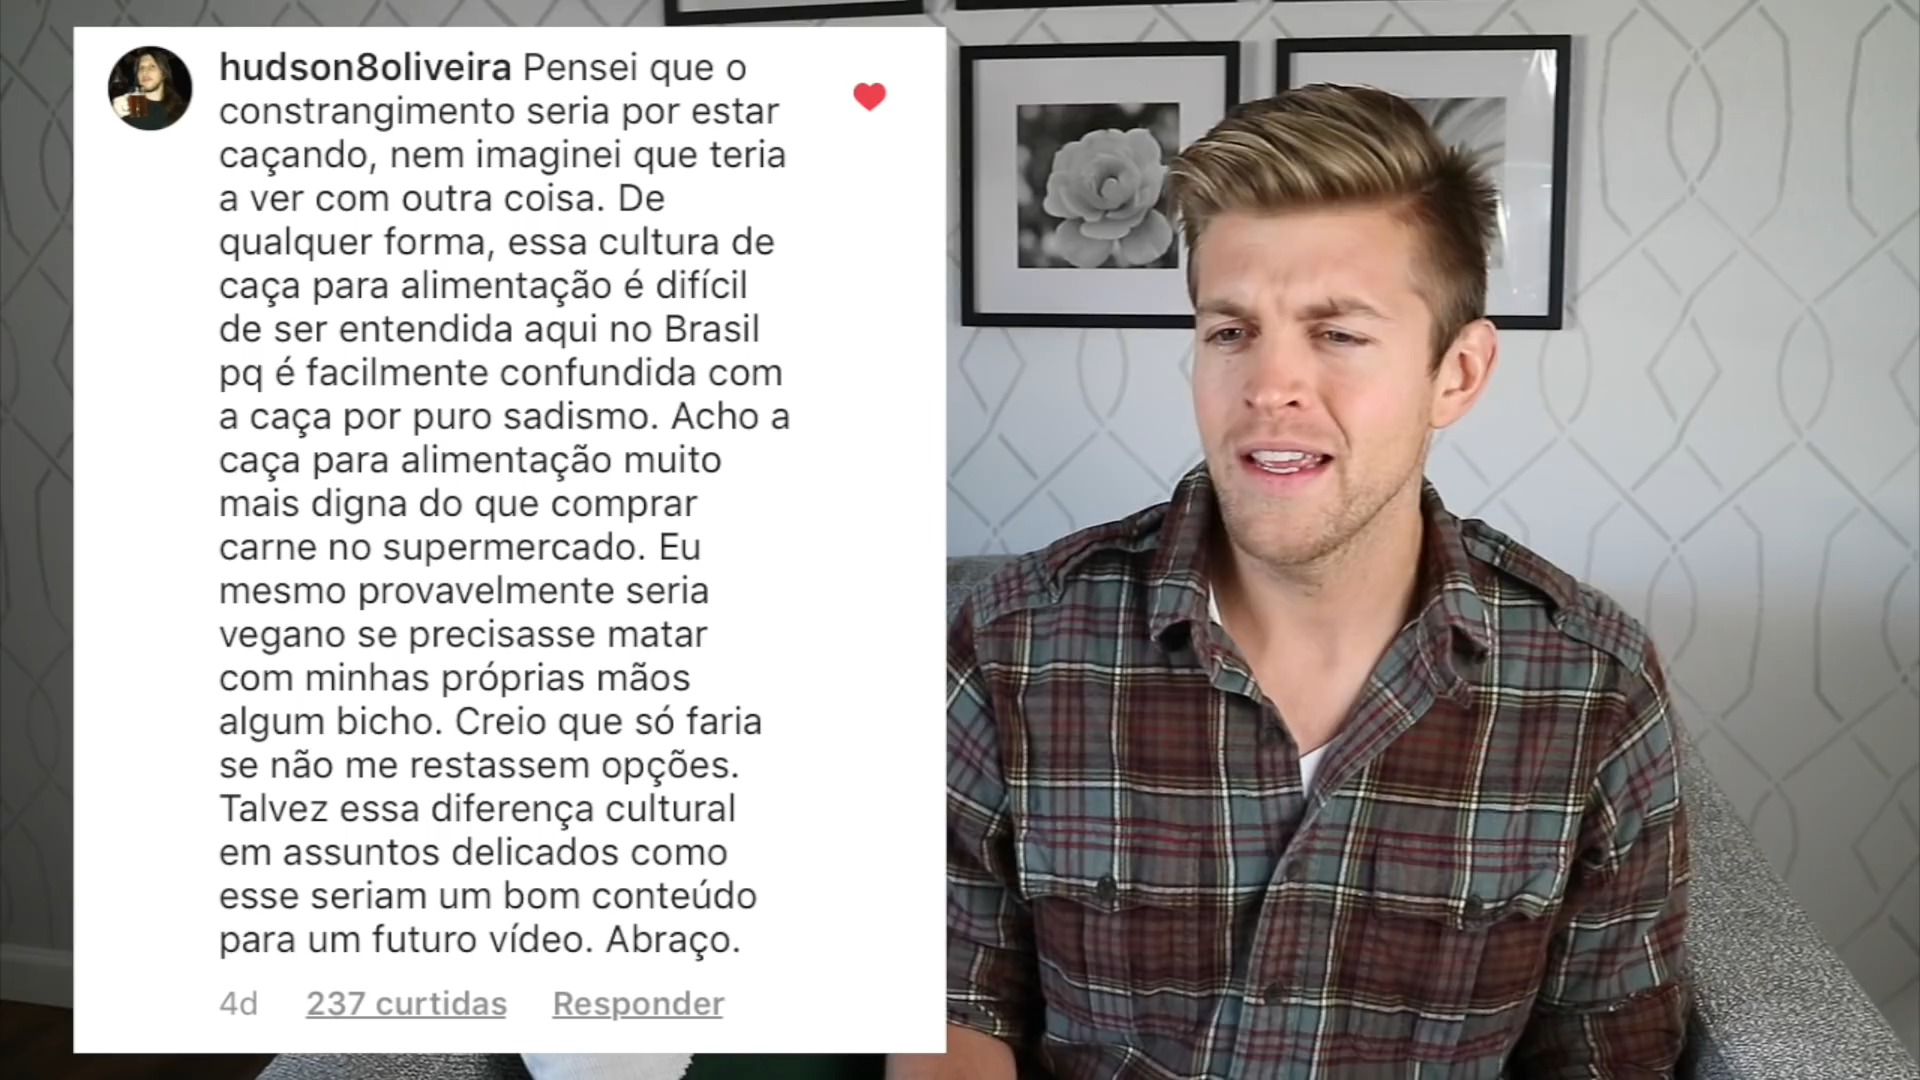 hudson8oliveira Pensei que o
constrangimento seria por estar
caçando, nem imaginei que teria
a ver com outra coisa. De
qualquer forma, essa cultura de
caça para alimentação é difícil
de ser entendida aqui no Brasil
pq é facilmente confundida com
a caça por puro sadismo. Acho a
caça para alimentação muito
mais digna do que comprar
carne no supermercado. Eu
mesmo provavelmente seria
vegano se precisasse matar
com minhas próprias mãos
algum bicho. Creio que só faria
se não me restassem opções.
Talvez essa diferença cultural
em assuntos delicados como
esse seriam um bom conteúdo
para um futuro vídeo. Abraço.
4d 237 curtidas Responder